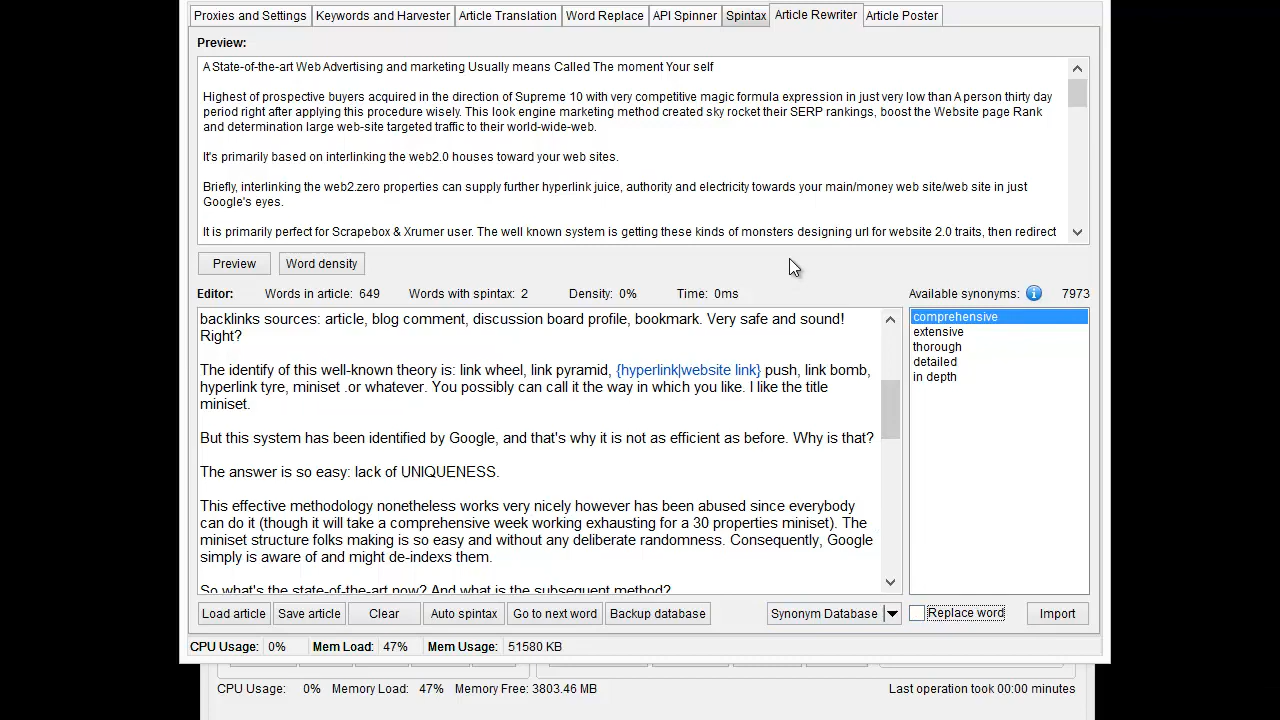 Proxies and Settings Keywords and Harvester Article Translation Word Replace API Spinner Spintax Article Rewriter Article Poster
Preview:
A State-of-the-art Web Advertising and marketing Usually means Called The moment Your self
Highest of prospective buyers acquired in the direction of Supreme 10 with very competitive magic formula expression in just very low than A person thirty day
period right after applying this procedure wisely. This look engine marketing method created sky rocket their SERP rankings, boost the Website page Rank
and determination large web-site targeted traffic to their world-wide-web.
It's primarily based on interlinking the web2.0 houses toward your web sites.
Briefly, interlinking the web2.zero properties can supply further hyperlink juice, authority and electricity towards your main/money web site/web site in just
Google's eyes.
It is primarily perfect for Scrapebox & Xrumer user. The well known system is getting these kinds of monsters designing url for website 2.0 traits, then redirect
Preview Word density
Editor: Words in article: 649 Words with spintax: 2 Density: 0% Time: 0ms Available synonyms: 7973
backlinks sources: article, blog comment, discussion board profile, bookmark. Very safe and sound!
Right?
The identify of this well-known theory is: link wheel, link pyramid, {hyperlink|website link} push, link bomb,
hyperlink tyre, miniset .or whatever. You possibly can call it the way in which you like. I like the title
miniset.
But this system has been identified by Google, and that's why it is not as efficient as before. Why is that?
The answer is so easy: lack of UNIQUENESS.
This effective methodology nonetheless works very nicely however has been abused since everybody
can do it (though it will take a comprehensive week working exhausting for a 30 properties miniset). The
miniset structure folks making is so easy and without any deliberate randomness. Consequently, Google
simply is aware of and might de-indexs them.
So what's the state-of-the-art now? And what is the subsequent method?
comprehensive
extensive
thorough
detailed
in depth
Load article Save article Clear Auto spintax Go to next word Backup database Synonym Database Replace word Import
CPU Usage: 0% Mem Load: 47% Mem Usage: 51580 KB
CPU Usage: 0% Memory Load: 47% Memory Free: 3803.46 MB Last operation took 00:00 minutes